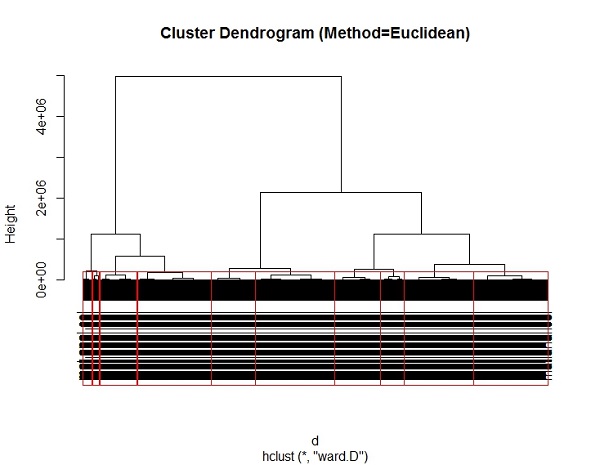 Cluster Dendrogram (Method=Euclidean)
Height
4e+06
2e+06
0e+00
d
hclust (*, "ward.D")